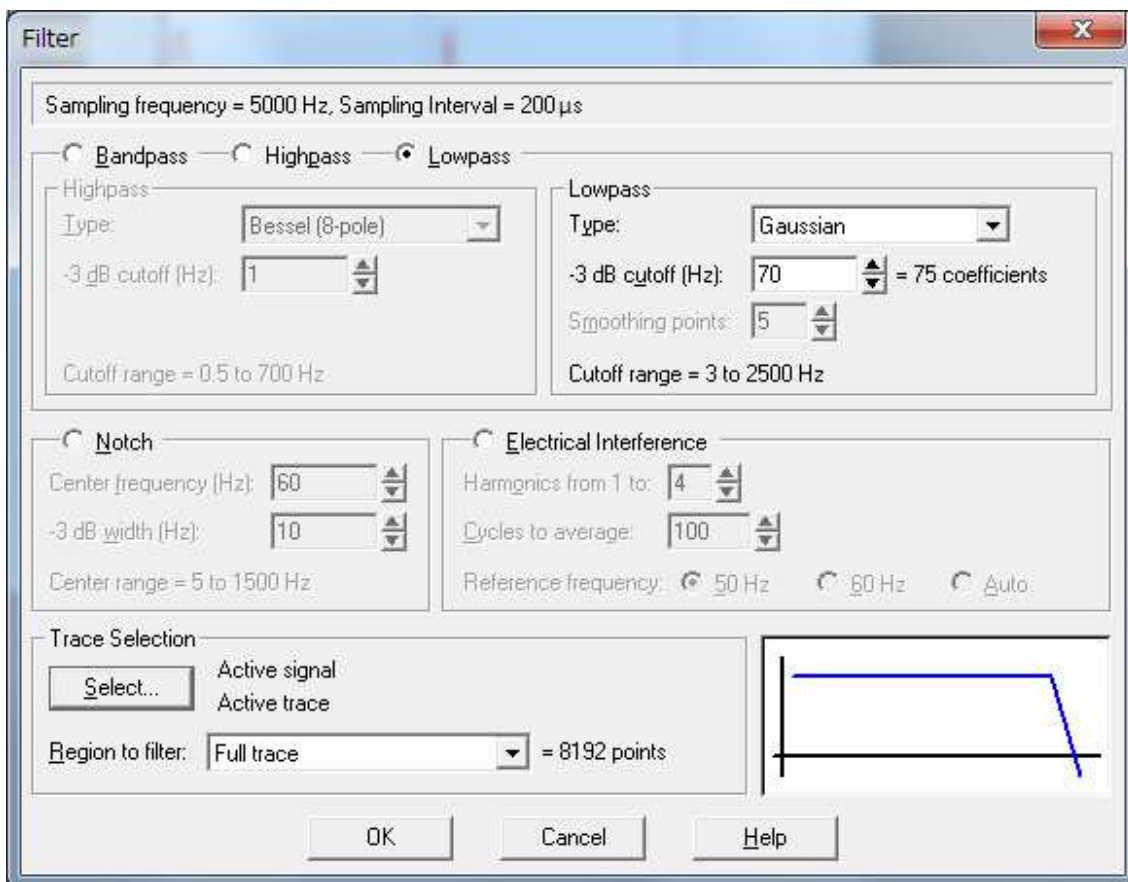 Filter
Sampling frequency = 5000 Hz, Sampling Interval = 200 µs
Bandpass Highpass Lowpass
Highpass
Type: Bessel (8-pole)
-3 dB cutoff (Hz): 1
Cutoff range = 0.5 to 700 Hz
Lowpass
Type: Gaussian
-3 dB cutoff (Hz): 70 = 75 coefficients
Smoothing points: 5
Cutoff range = 3 to 2500 Hz
Notch
Center frequency (Hz): 60
-3 dB width (Hz): 10
Center range = 5 to 1500 Hz
Electrical Interference
Harmonics from 1 to: 4
Cycles to average: 100
Reference frequency: 50 Hz 60 Hz Auto
Trace Selection
Select... Active signal
Active trace
Region to filter: Full trace = 8192 points
OK Cancel Help